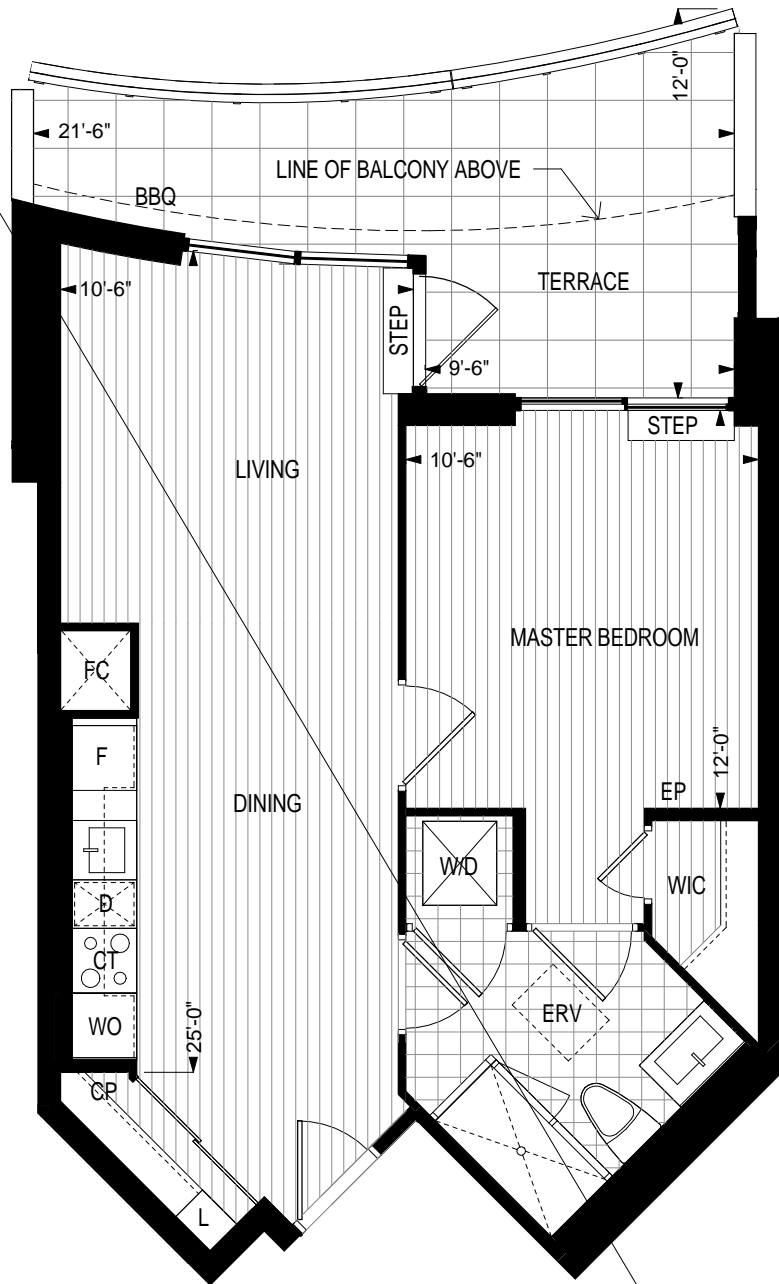 12'-0"
21'-6"
LINE OF BALCONY ABOVE
BBQ
TERRACE
10'-6"
STEP
9'-6"
STEP
LIVING
10'-6"
MASTER BEDROOM
FC
F
12'-0"
EP
DINING
W/D
WIC
D
CT
ERV
WO
25'-0"
CP
L